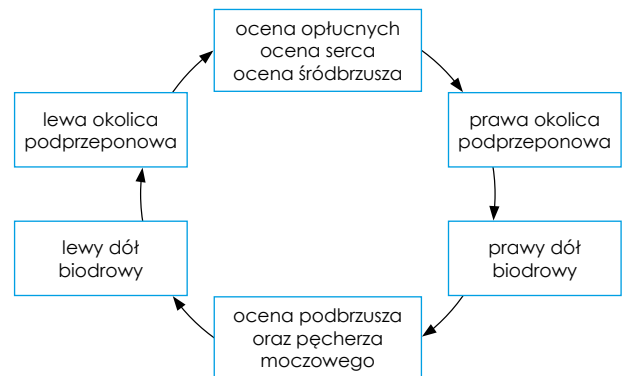 ocena opłucnych
ocena serca
ocena śródbrzusza
prawa okolica
podprzeponowa
prawy dół
biodrowy
ocena podbrzusza
oraz pęcherza
moczowego
lewy dół
biodrowy
lewa okolica
podprzeponowa